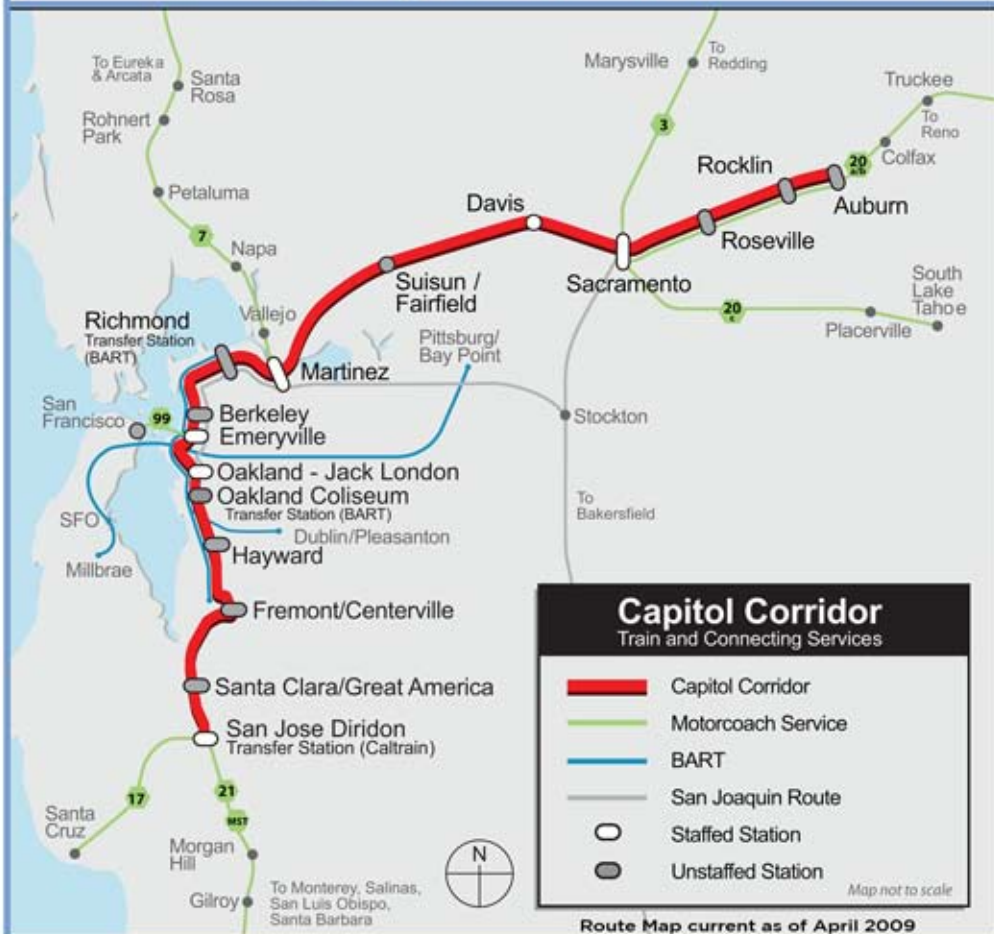 To Eureka
& Arcata
Santa
Rosa
Rohnert
Park
Petaluma
7
Napa
Vallejo
Marysville
To
Redding
3
Truckee
To
Reno
Colfax
20
a/b
Rocklin
Auburn
Roseville
Davis
Sacramento
Suisun /
Fairfield
20
c
South
Lake
Tahoe
Placerville
Richmond
Transfer Station
(BART)
Martinez
Pittsburg/
Bay Point
Stockton
To
Bakersfield
San
Francisco
99
Berkeley
Emeryville
Oakland - Jack London
Oakland Coliseum
Transfer Station (BART)
Dublin/Pleasanton
SFO
Millbrae
Hayward
Fremont/Centerville
Santa Clara/Great America
San Jose Diridon
Transfer Station (Caltrain)
17
21
MST
Santa
Cruz
Morgan
Hill
Gilroy
To Monterey, Salinas,
San Luis Obispo,
Santa Barbara
N
Capitol Corridor
Train and Connecting Services
Capitol Corridor
Motorcoach Service
BART
San Joaquin Route
Staffed Station
Unstaffed Station
Map not to scale
Route Map current as of April 2009